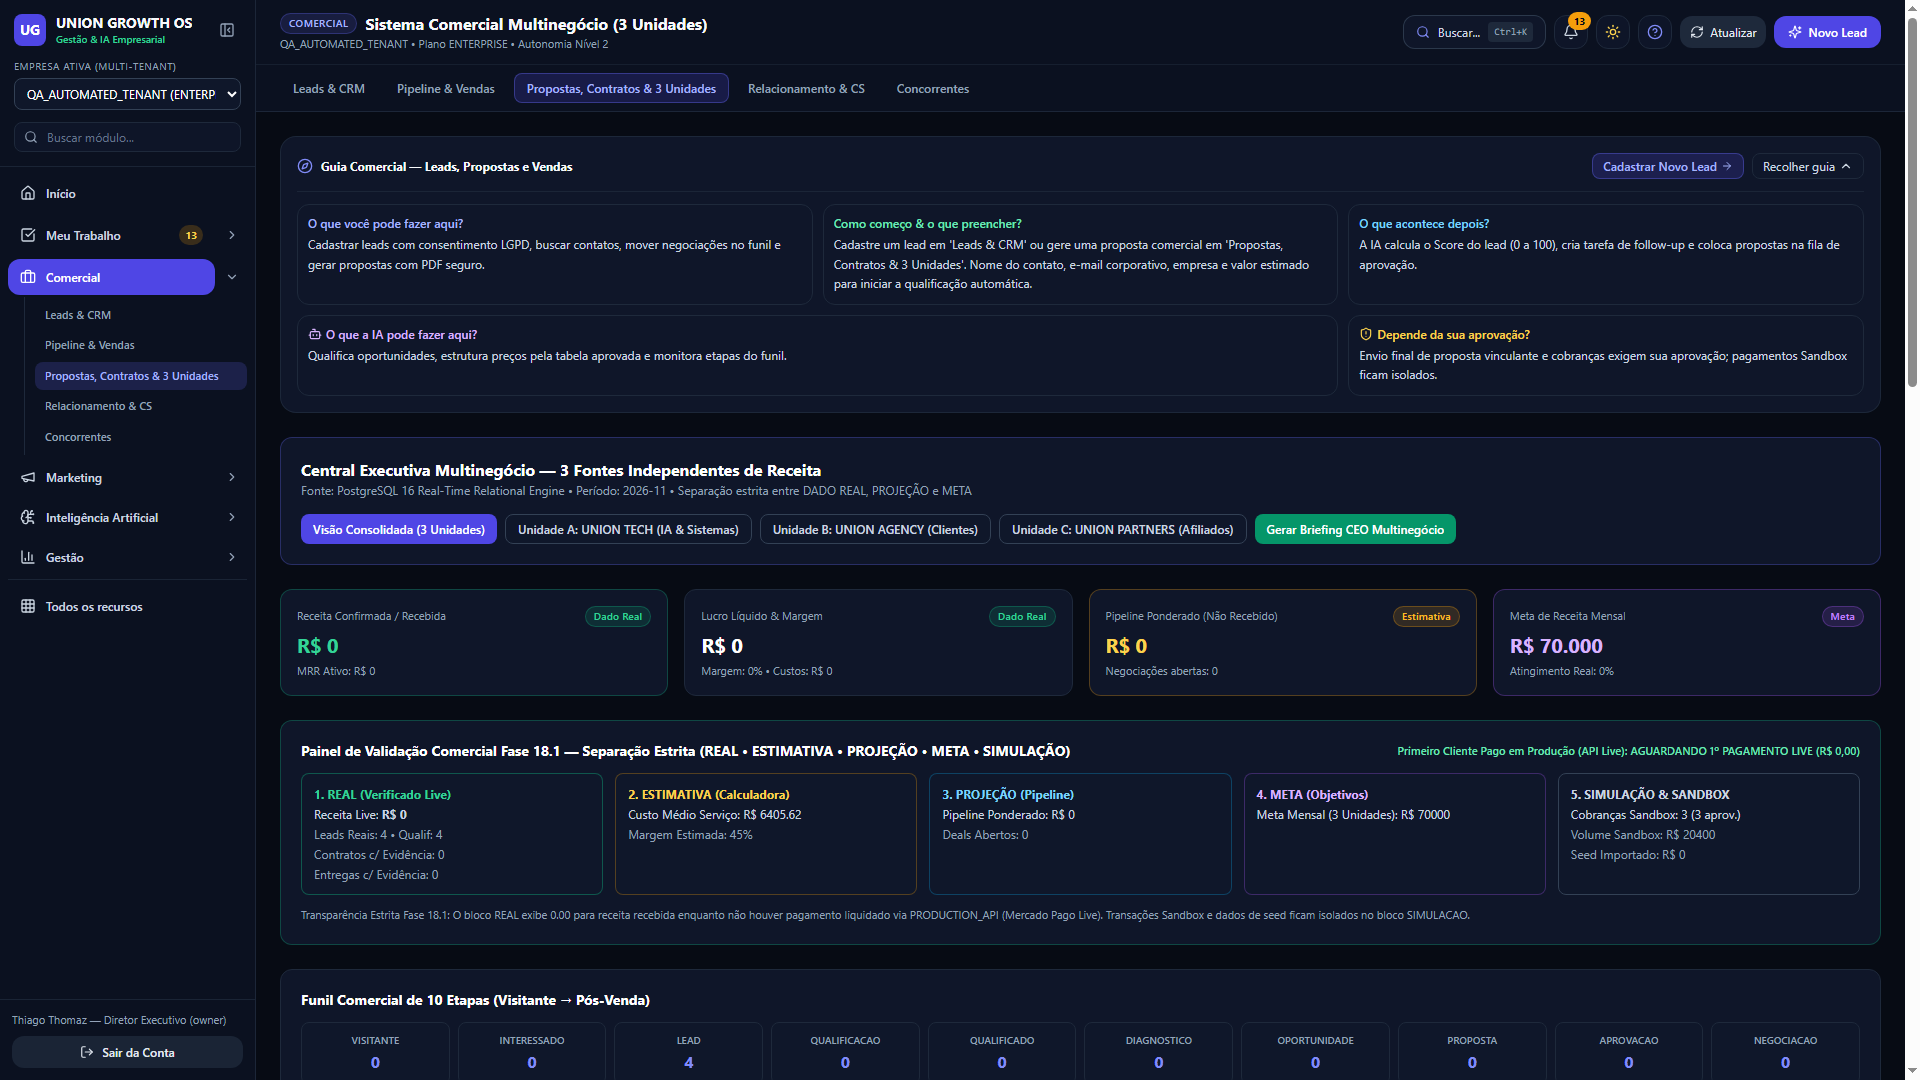 UG
UNION GROWTH OS
Gestão & IA Empresarial
EMPRESA ATIVA (MULTI-TENANT)
QA_AUTOMATED_TENANT (ENTERP
Buscar módulo...
Início
Meu Trabalho
13
Comercial
Leads & CRM
Pipeline & Vendas
Propostas, Contratos & 3 Unidades
Relacionamento & CS
Concorrentes
Marketing
Inteligência Artificial
Gestão
Todos os recursos
Thiago Thomaz — Diretor Executivo (owner)
Sair da Conta
COMERCIAL
Sistema Comercial Multinegócio (3 Unidades)
QA_AUTOMATED_TENANT • Plano ENTERPRISE • Autonomia Nível 2
Buscar...
Ctrl+K
13
Atualizar
Novo Lead
Leads & CRM
Pipeline & Vendas
Propostas, Contratos & 3 Unidades
Relacionamento & CS
Concorrentes
Guia Comercial — Leads, Propostas e Vendas
Cadastrar Novo Lead →
Recolher guia
O que você pode fazer aqui?
Cadastrar leads com consentimento LGPD, buscar contatos, mover negociações no funil e
gerar propostas com PDF seguro.
Como começo & o que preencher?
Cadastre um lead em 'Leads & CRM' ou gere uma proposta comercial em 'Propostas,
Contratos & 3 Unidades'. Nome do contato, e-mail corporativo, empresa e valor estimado
para iniciar a qualificação automática.
O que acontece depois?
A IA calcula o Score do lead (0 a 100), cria tarefa de follow-up e coloca propostas na fila de
aprovação.
O que a IA pode fazer aqui?
Qualifica oportunidades, estrutura preços pela tabela aprovada e monitora etapas do funil.
Depende da sua aprovação?
Envio final de proposta vinculante e cobranças exigem sua aprovação; pagamentos Sandbox
ficam isolados.
Central Executiva Multinegócio — 3 Fontes Independentes de Receita
Fonte: PostgreSQL 16 Real-Time Relational Engine • Período: 2026-11 • Separação estrita entre DADO REAL, PROJEÇÃO e META
Visão Consolidada (3 Unidades)
Unidade A: UNION TECH (IA & Sistemas)
Unidade B: UNION AGENCY (Clientes)
Unidade C: UNION PARTNERS (Afiliados)
Gerar Briefing CEO Multinegócio
Receita Confirmada / Recebida
Dado Real
R$ 0
MRR Ativo: R$ 0
Lucro Líquido & Margem
Dado Real
R$ 0
Margem: 0% • Custos: R$ 0
Pipeline Ponderado (Não Recebido)
Estimativa
R$ 0
Negociações abertas: 0
Meta de Receita Mensal
Meta
R$ 70.000
Atingimento Real: 0%
Painel de Validação Comercial Fase 18.1 — Separação Estrita (REAL • ESTIMATIVA • PROJEÇÃO • META • SIMULAÇÃO)
Primeiro Cliente Pago em Produção (API Live): AGUARDANDO 1º PAGAMENTO LIVE (R$ 0,00)
1. REAL (Verificado Live)
Receita Live: R$ 0
Leads Reais: 4 • Qualif: 4
Contratos c/ Evidência: 0
Entregas c/ Evidência: 0
2. ESTIMATIVA (Calculadora)
Custo Médio Serviço: R$ 6405.62
Margem Estimada: 45%
3. PROJEÇÃO (Pipeline)
Pipeline Ponderado: R$ 0
Deals Abertos: 0
4. META (Objetivos)
Meta Mensal (3 Unidades): R$ 70000
5. SIMULAÇÃO & SANDBOX
Cobranças Sandbox: 3 (3 aprov.)
Volume Sandbox: R$ 20400
Seed Importado: R$ 0
Transparência Estrita Fase 18.1: O bloco REAL exibe 0.00 para receita recebida enquanto não houver pagamento liquidado via PRODUCTION_API (Mercado Pago Live). Transações Sandbox e dados de seed ficam isolados no bloco SIMULACAO.
Funil Comercial de 10 Etapas (Visitante → Pós-Venda)
VISITANTE
0
INTERESSADO
0
LEAD
4
QUALIFICACAO
0
QUALIFICADO
0
DIAGNOSTICO
0
OPORTUNIDADE
0
PROPOSTA
0
APROVACAO
0
NEGOCIACAO
0